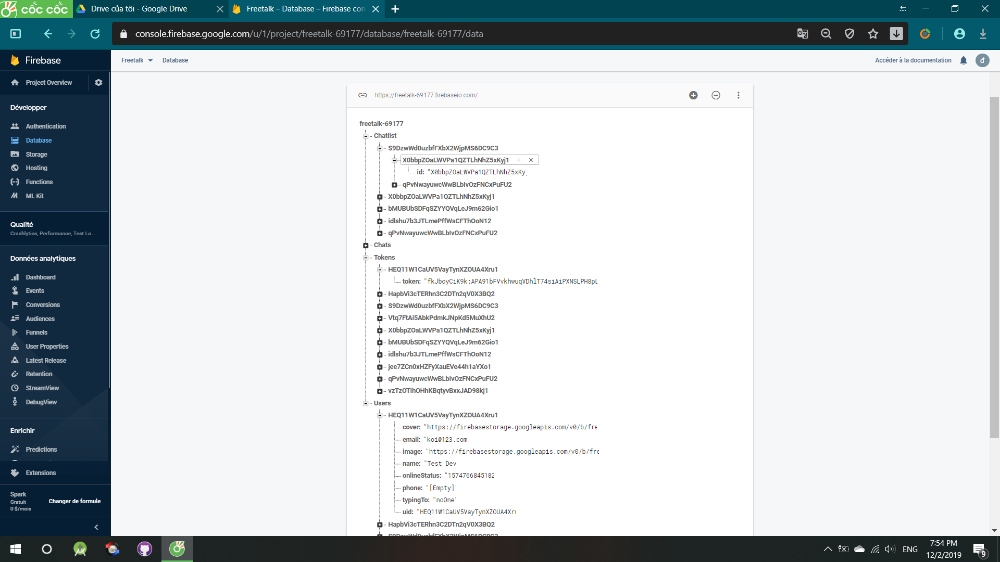 cốc cốc
Drive của tôi - Google Drive
Freetalk – Database – Firebase con
console.firebase.google.com/u/1/project/freetalk-69177/database/freetalk-69177/data
Firebase
Freetalk
Database
Accéder à la documentation
đ
Project Overview
Développer
Authentication
Database
Storage
Hosting
Functions
ML Kit
Qualité
Crashlytics, Performance, Test La...
Données analytiques
Dashboard
Events
Conversions
Audiences
Funnels
User Properties
Latest Release
Retention
StreamView
DebugView
Enrichir
Predictions
Extensions
Spark
Gratuit
0 $/mois
Changer de formule
https://freetalk-69177.firebaseio.com/
freetalk-69177
Chatlist
S9DzwWd0uzbfFXbX2WjpMS6DC9C3
X0bbpZOaLWVPa1QZTLhNhZ5xKyj1
id: "X0bbpZOaLWVPa1QZTLhNhZ5xKyj
qPvNwayuwcWwBLbIvOzFNCxPuFU2
X0bbpZOaLWVPa1QZTLhNhZ5xKyj1
bMUBUbSDFqSZYYQVqLeJ9m62Gio1
idlshu7b3JTLmePffWsCFThOoN12
qPvNwayuwcWwBLbIvOzFNCxPuFU2
Chats
Tokens
HEQ11W1CaUV5VayTynXZOUA4Xru1
token: "fkJboyCiK9k:APA91bFVvkhwuqVDhlT74siAiPXNSLPH8pL
HapbVi3cTERhn3C2DTn2qV0X3BQ2
S9DzwWd0uzbfFXbX2WjpMS6DC9C3
Vtq7FtAi5AbkPdmkJNpKd5MuXhU2
X0bbpZOaLWVPa1QZTLhNhZ5xKyj1
bMUBUbSDFqSZYYQVqLeJ9m62Gio1
idlshu7b3JTLmePffWsCFThOoN12
jee7ZCn0xHZFyXauEVe44h1aYXo1
qPvNwayuwcWwBLbIvOzFNCxPuFU2
vzTzOTihOHhKBqtyvBxxJAD98kj1
Users
HEQ11W1CaUV5VayTynXZOUA4Xru1
cover: "https://firebasestorage.googleapis.com/v0/b/fre
email: "koi@123.com
image: "https://firebasestorage.googleapis.com/v0/b/fre
name: "Test Dev
onlineStatus: "1574766845182
phone: "[Empty]
typingTo: "noOne"
uid: "HEQ11W1CaUV5VayTynXZOUA4Xru
HapbVi3cTERhn3C2DTn2qV0X3BQ2
S9DzwWd0uzbfFXbX2WjpMS6DC9C3
ENG
7:54 PM
12/2/2019
9